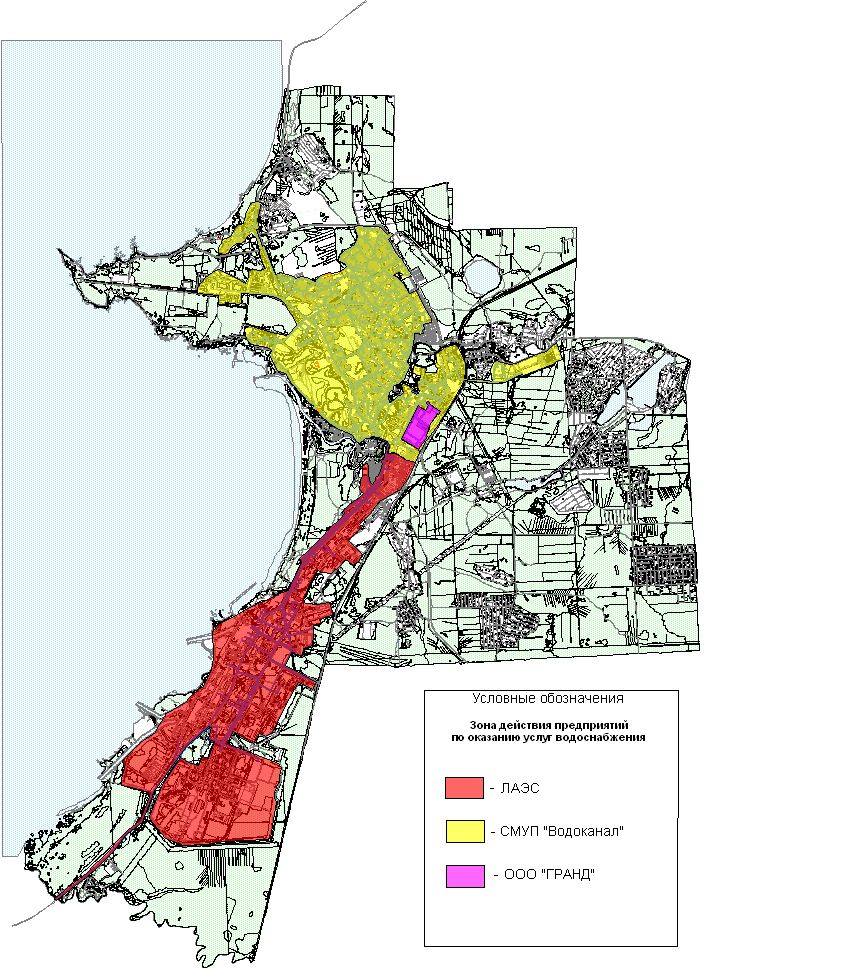 Условные обозначения
Зона действия предприятий
по оказанию услуг водоснабжения
- ЛАЭС
- СМУП "Водоканал"
- ООО "ГРАНД"